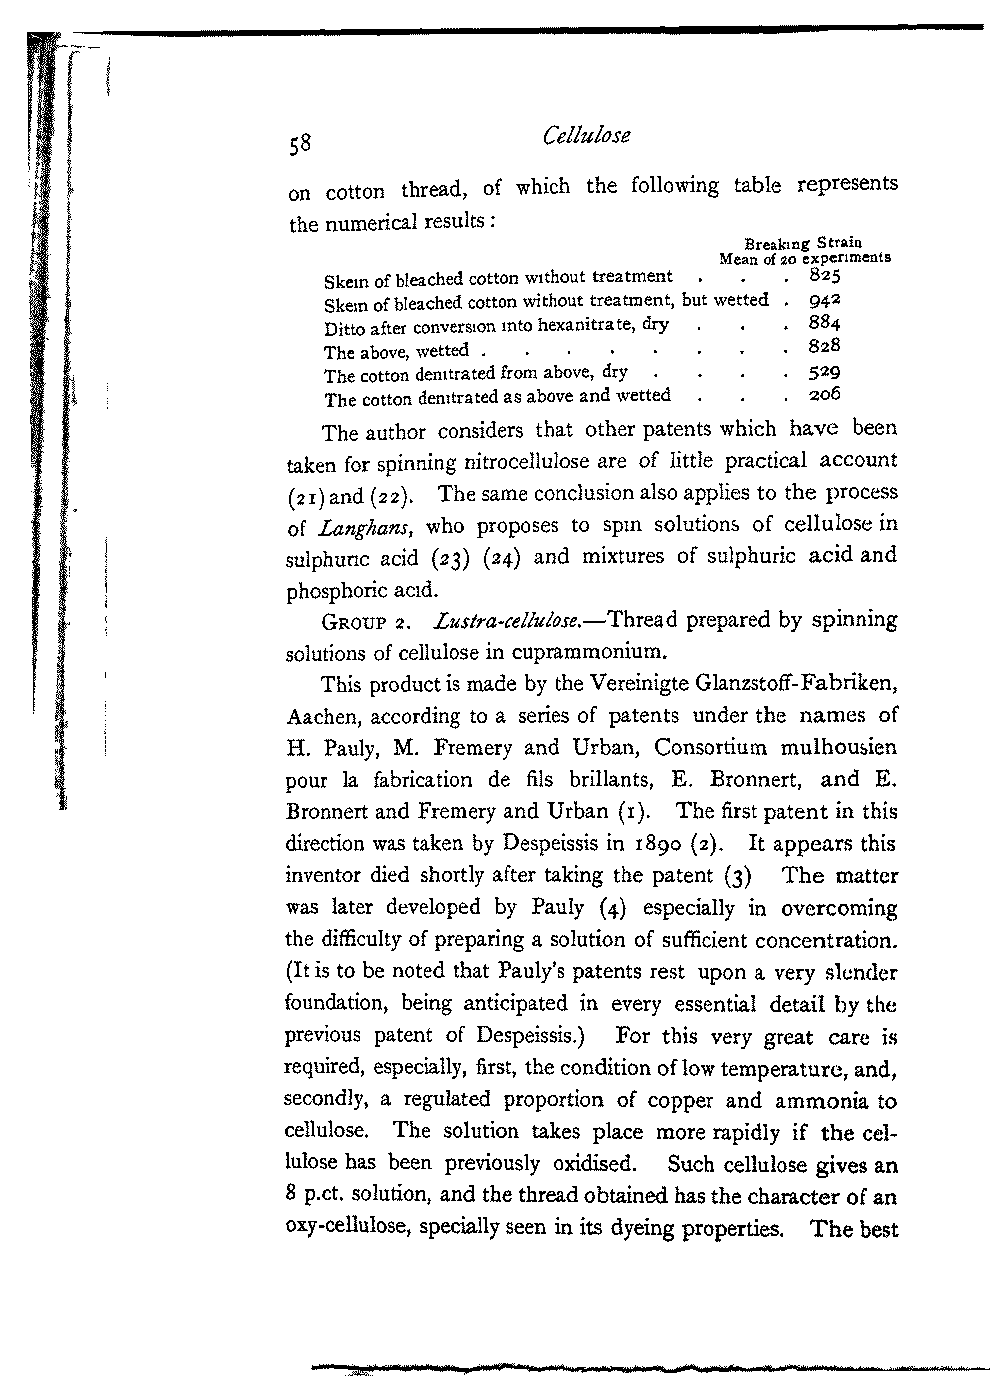 58 Cellulose
on cotton thread, of which the following table represents
the numerical results :
Breaking Strain
Mean of 20 experiments
Skein of bleached cotton without treatment . . . 825
Skein of bleached cotton without treatment, but wetted . 942
Ditto after conversion into hexanitrate, dry . . . 884
The above, wetted . . . . . . . . 828
The cotton denitrated from above, dry . . . . 529
The cotton denitrated as above and wetted . . . 206
The author considers that other patents which have been
taken for spinning nitrocellulose are of little practical account
(21) and (22). The same conclusion also applies to the process
of Langhans, who proposes to spin solutions of cellulose in
sulphuric acid (23) (24) and mixtures of sulphuric acid and
phosphoric acid.
GROUP 2. Lustra-cellulose.—Thread prepared by spinning
solutions of cellulose in cuprammonium.
This product is made by the Vereinigte Glanzstoff-Fabriken,
Aachen, according to a series of patents under the names of
H. Pauly, M. Fremery and Urban, Consortium mulhousien
pour la fabrication de fils brillants, E. Bronnert, and E.
Bronnert and Fremery and Urban (1). The first patent in this
direction was taken by Despeissis in 1890 (2). It appears this
inventor died shortly after taking the patent (3) The matter
was later developed by Pauly (4) especially in overcoming
the difficulty of preparing a solution of sufficient concentration.
(It is to be noted that Pauly's patents rest upon a very slender
foundation, being anticipated in every essential detail by the
previous patent of Despeissis.) For this very great care is
required, especially, first, the condition of low temperature, and,
secondly, a regulated proportion of copper and ammonia to
cellulose. The solution takes place more rapidly if the cel-
lulose has been previously oxidised. Such cellulose gives an
8 p.ct. solution, and the thread obtained has the character of an
oxy-cellulose, specially seen in its dyeing properties. The best